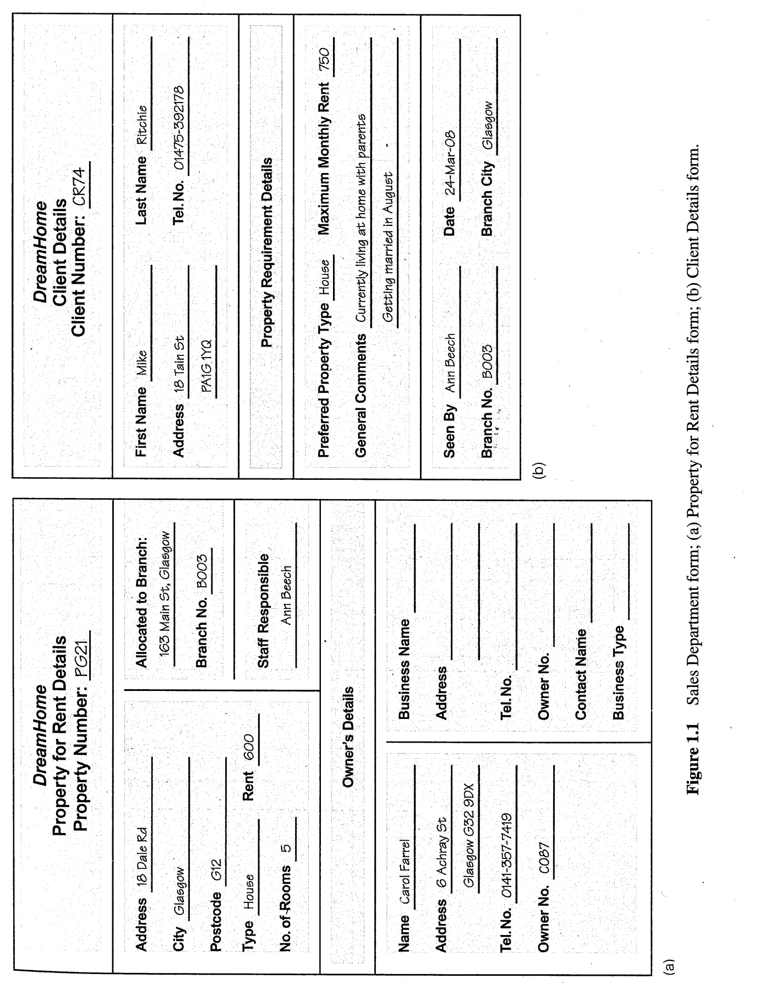 DreamHome
Property for Rent Details
Property Number: PG21
Address 18 Dale Rd
City Glasgow
Postcode G12
Type House Rent 600
No. of Rooms 5
Allocated to Branch:
163 Main St, Glasgow
Branch No. B003
Staff Responsible
Ann Beech
Owner's Details
Name Carol Farrel
Address 6 Achray St
Glasgow G32 9DX
Tel. No. 0141-357-7419
Owner No. CO87
Business Name
Address
Tel. No.
Owner No.
Contact Name
Business Type
(a)
DreamHome
Client Details
Client Number: CR74
First Name Mike Last Name Ritchie
Address 18 Tain St Tel. No. 01475-392178
PA1G 1YQ
Property Requirement Details
Preferred Property Type House Maximum Monthly Rent 750
General Comments Currently living at home with parents
Getting married in August
Seen By Ann Beech Date 24-Mar-08
Branch No. B003 Branch City Glasgow
(b)
Figure 1.1 Sales Department form; (a) Property for Rent Details form; (b) Client Details form.